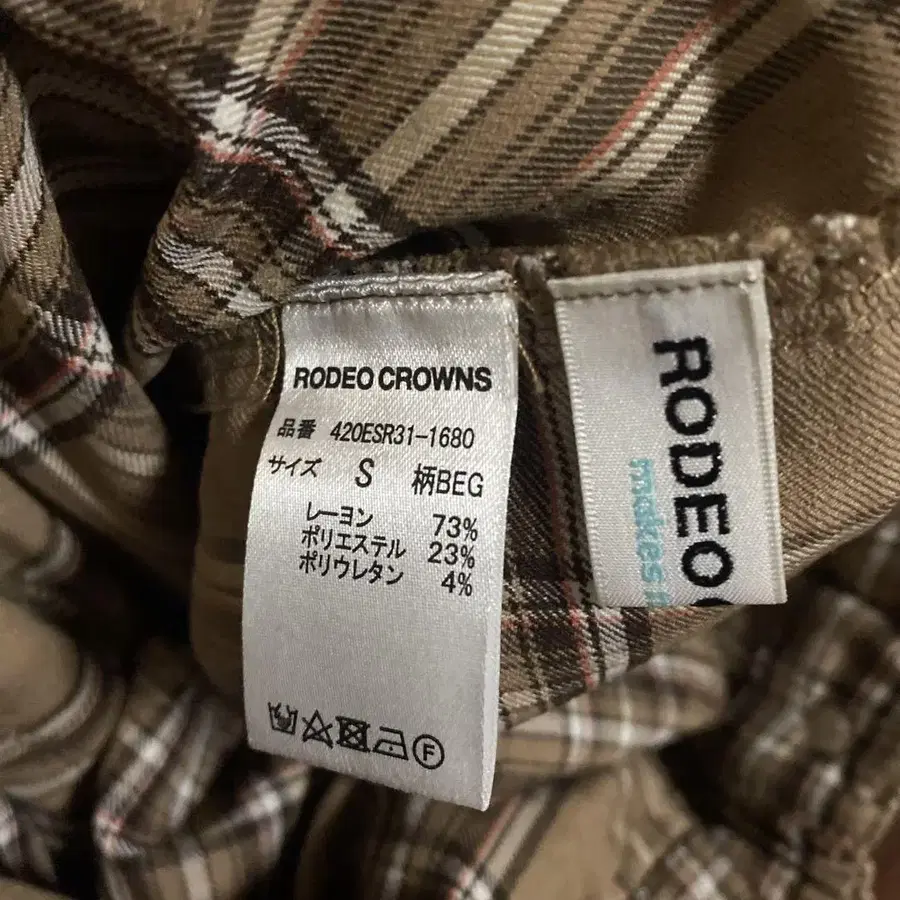 RODEO CROWNS
品番 420ESR31-1680
サイズ S 柄BEG
レーヨン 73%
ポリエステル 23%
ポリウレタン 4%
F
RODEO
makes